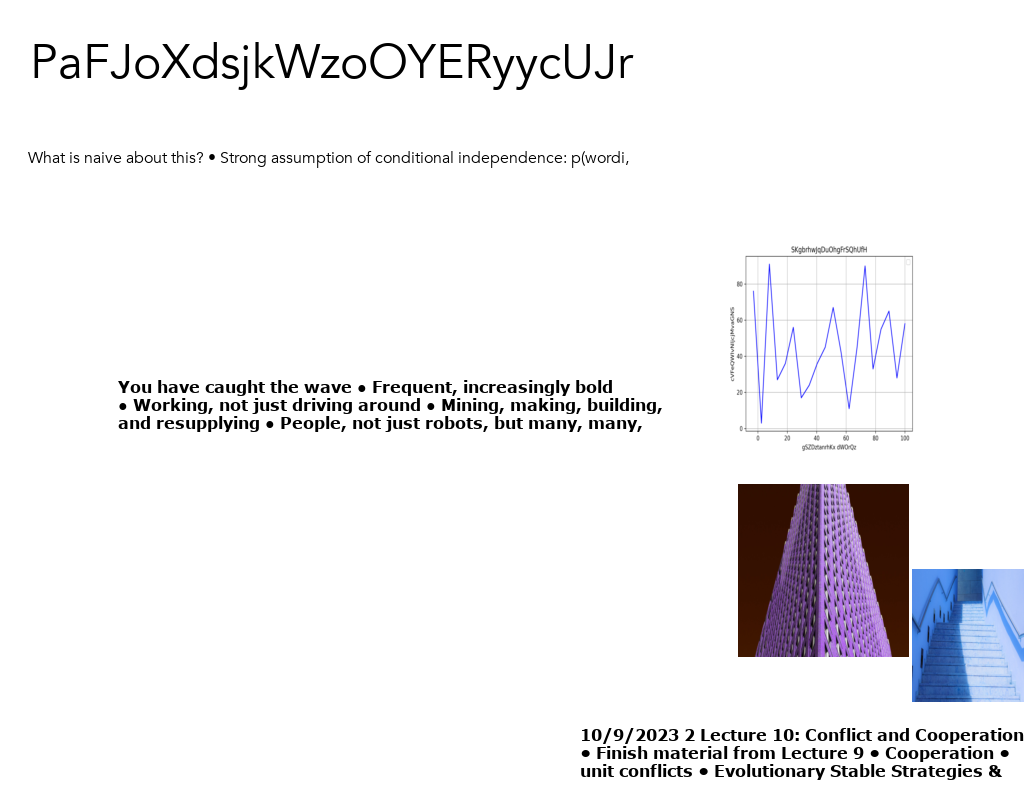 PaFJoXdsjkWzoOYERyycUJr
What is naive about this? • Strong assumption of conditional independence: p(wordi,
SKgbrhwJqDuOhgFrSQhUfH
80
60
40
20
0
0 20 40 60 80 100
You have caught the wave • Frequent, increasingly bold
• Working, not just driving around • Mining, making, building,
and resupplying • People, not just robots, but many, many,
10/9/2023 2 Lecture 10: Conflict and Cooperation
• Finish material from Lecture 9 • Cooperation •
unit conflicts • Evolutionary Stable Strategies &